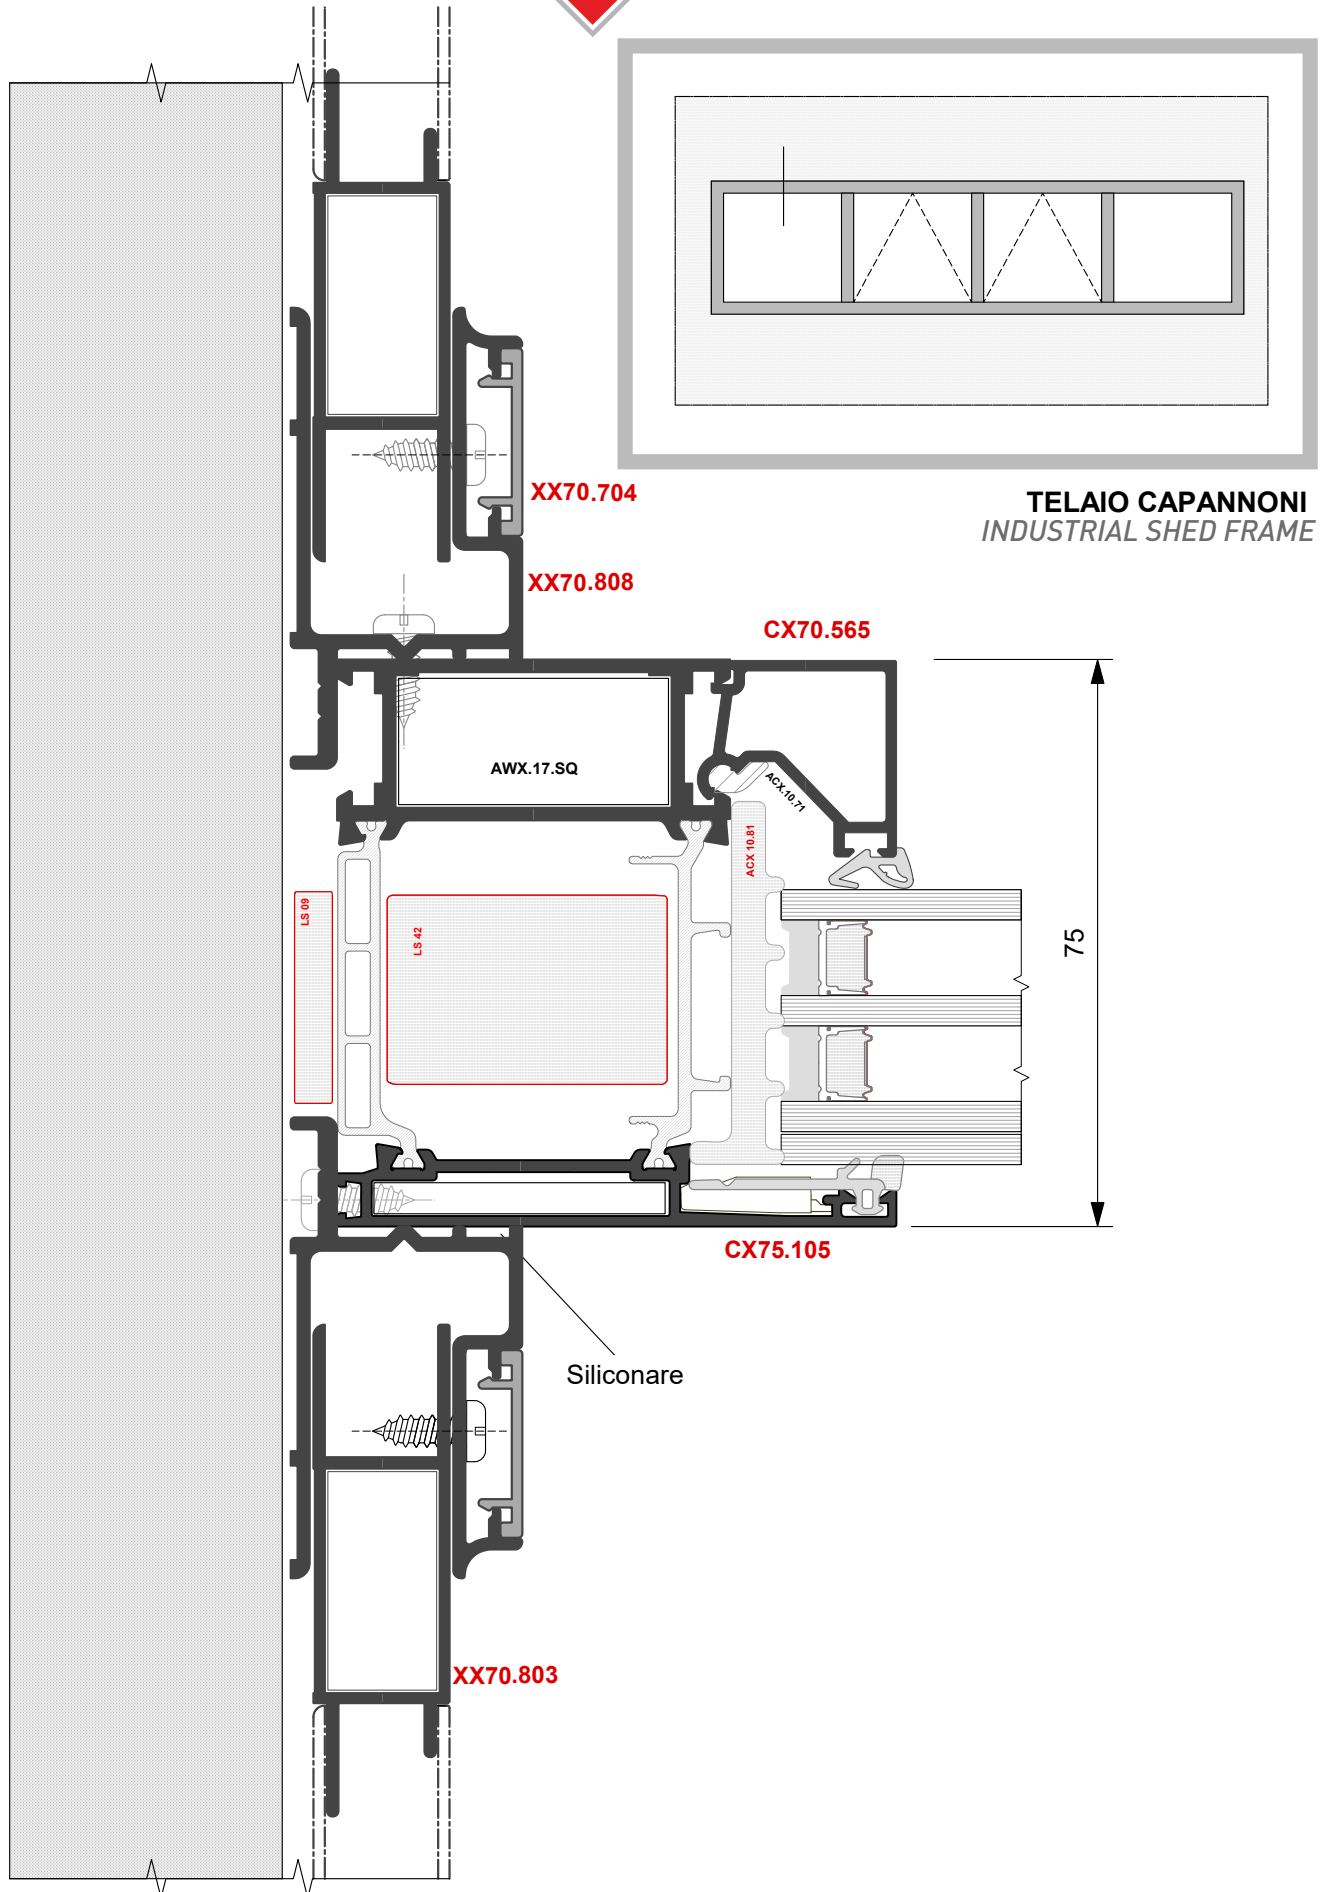 XX70.704
TELAIO CAPANNONI
INDUSTRIAL SHED FRAME
XX70.808
CX70.565
AWX.17.SQ
ACX.10.71
ACX 10.81
LS 09
LS 42
75
CX75.105
Siliconare
XX70.803